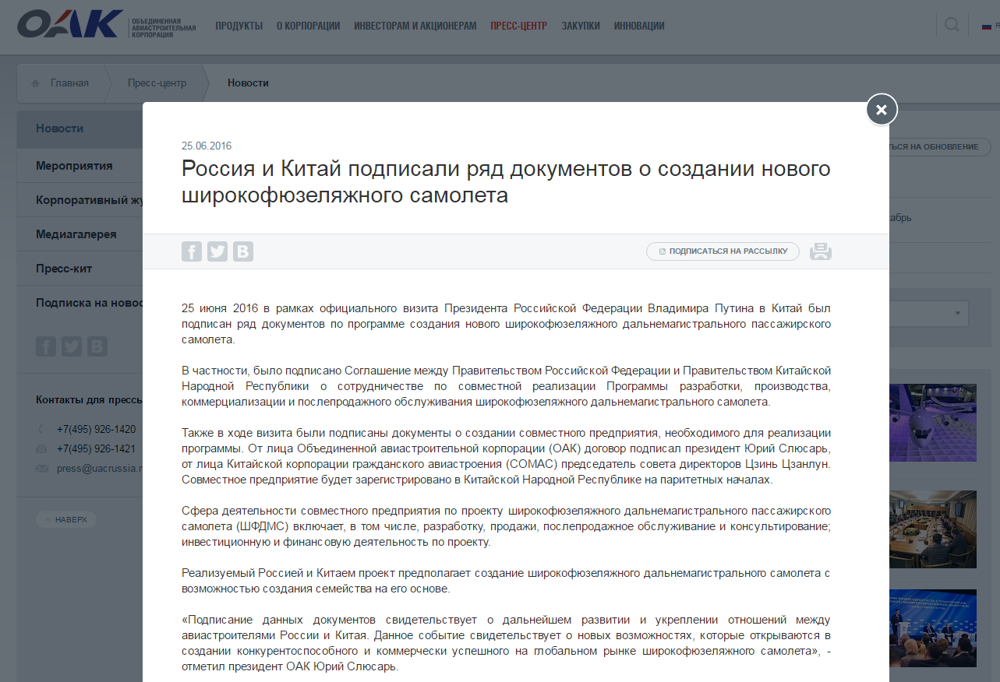 ОАК
ОБЪЕДИНЕННАЯ
АВИАСТРОИТЕЛЬНАЯ
КОРПОРАЦИЯ
ПРОДУКТЫ О КОРПОРАЦИИ ИНВЕСТОРАМ И АКЦИОНЕРАМ ПРЕСС-ЦЕНТР ЗАКУПКИ ИННОВАЦИИ
Главная Пресс-центр Новости
Новости
Мероприятия
Корпоративный жу
Медиагалерея
Пресс-кит
Подписка на новос
Контакты для прессы
+7(495) 926-1420
+7(495) 926-1421
press@uacrussia.r
НАВЕРХ
25.06.2016
Россия и Китай подписали ряд документов о создании нового
широкофюзеляжного самолета
ПОДПИСАТЬСЯ НА РАССЫЛКУ
25 июня 2016 в рамках официального визита Президента Российской Федерации Владимира Путина в Китай был
подписан ряд документов по программе создания нового широкофюзеляжного дальнемагистрального пассажирского
самолета.
В частности, было подписано Соглашение между Правительством Российской Федерации и Правительством Китайской
Народной Республики о сотрудничестве по совместной реализации Программы разработки, производства,
коммерциализации и послепродажного обслуживания широкофюзеляжного дальнемагистрального самолета.
Также в ходе визита были подписаны документы о создании совместного предприятия, необходимого для реализации
программы. От лица Объединенной авиастроительной корпорации (ОАК) договор подписал президент Юрий Слюсарь,
от лица Китайской корпорации гражданского авиастроения (COMAC) председатель совета директоров Цзинь Цзанлун.
Совместное предприятие будет зарегистрировано в Китайской Народной Республике на паритетных началах.
Сфера деятельности совместного предприятия по проекту широкофюзеляжного дальнемагистрального пассажирского
самолета (ШФДМС) включает, в том числе, разработку, продажи, послепродажное обслуживание и консультирование;
инвестиционную и финансовую деятельность по проекту.
Реализуемый Россией и Китаем проект предполагает создание широкофюзеляжного дальнемагистрального самолета с
возможностью создания семейства на его основе.
«Подписание данных документов свидетельствует о дальнейшем развитии и укреплении отношений между
авиастроителями России и Китая. Данное событие свидетельствует о новых возможностях, которые открываются в
создании конкурентоспособного и коммерчески успешного на глобальном рынке широкофюзеляжного самолета», -
отметил президент ОАК Юрий Слюсарь.
ТЬСЯ НА ОБНОВЛЕНИЕ
абрь